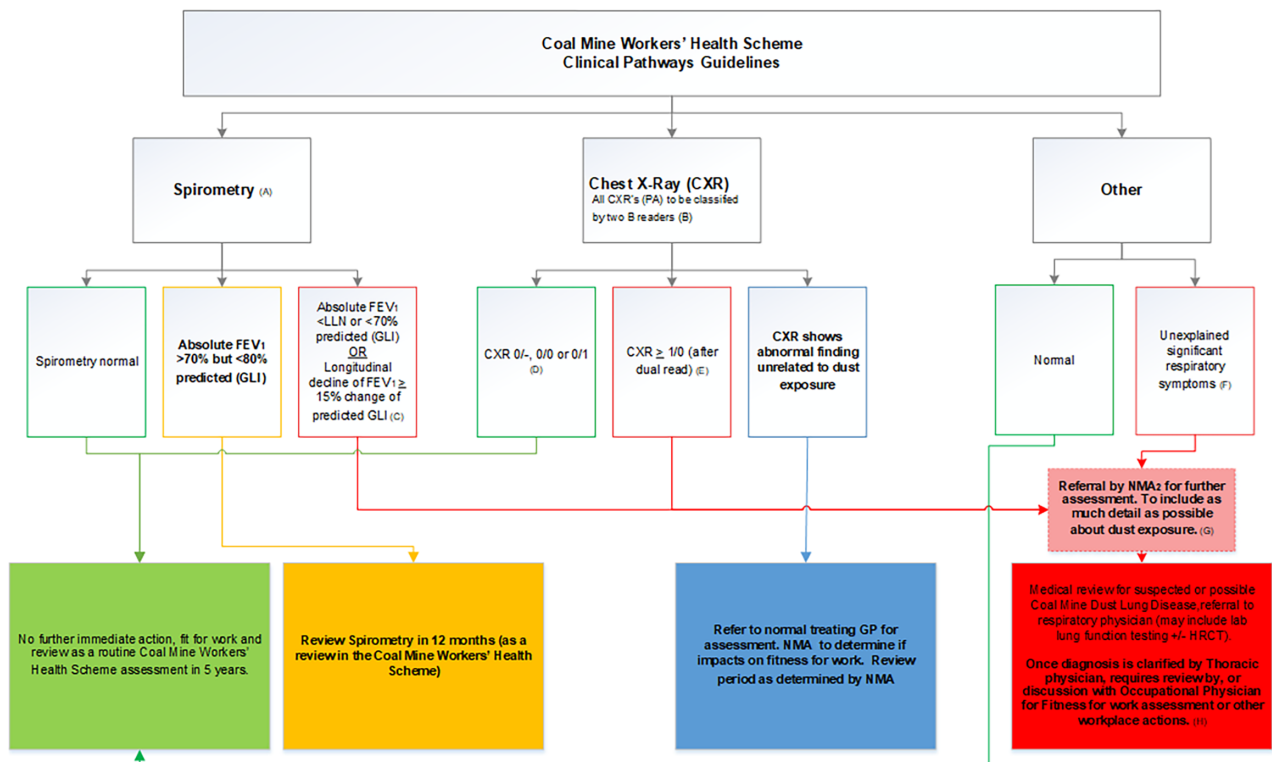 Coal Mine Workers' Health Scheme
Clinical Pathways Guidelines
Spirometry (A)
Chest X-Ray (CXR)
All CXR's (PA) to be classified
by two B readers (B)
Other
Spirometry normal
Absolute FEV1
>70% but <80%
predicted (GLI)
Absolute FEV1
<LLN or <70%
predicted (GLI)
OR
Longitudinal
decline of FEV1 ≥
15% change of
predicted GLI (C)
CXR 0/-, 0/0 or 0/1
(D)
CXR ≥ 1/0 (after
dual read) (E)
CXR shows
abnormal finding
unrelated to dust
exposure
Normal
Unexplained
significant
respiratory
symptoms (F)
Referral by NMA2 for further
assessment. To include as
much detail as possible
about dust exposure. (G)
No further immediate action, fit for work and
review as a routine Coal Mine Workers'
Health Scheme assessment in 5 years.
Review Spirometry in 12 months (as a
review in the Coal Mine Workers' Health
Scheme)
Refer to normal treating GP for
assessment. NMA to determine if
impacts on fitness for work. Review
period as determined by NMA
Medical review for suspected or possible
Coal Mine Dust Lung Disease,referral to
respiratory physician (may include lab
lung function testing +/- HRCT).
Once diagnosis is clarified by Thoracic
physician, requires review by, or
discussion with Occupational Physician
for Fitness for work assessment or other
workplace actions. (H)